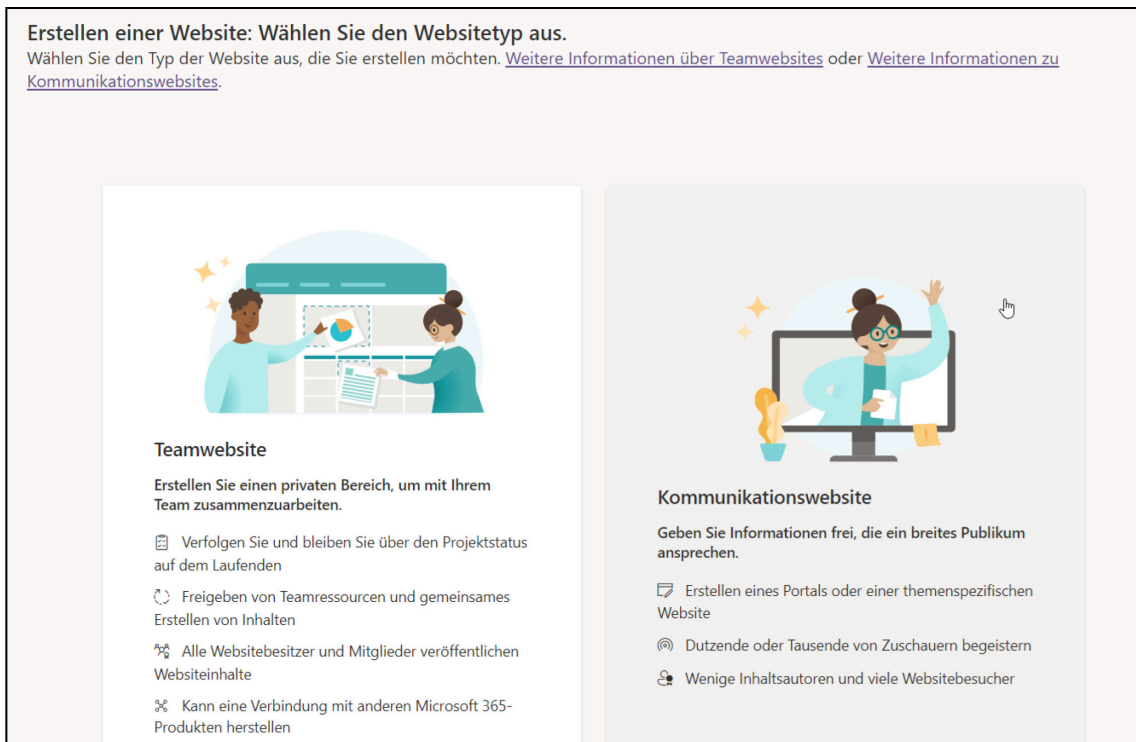 Erstellen einer Website: Wählen Sie den Websitetyp aus.
Wählen Sie den Typ der Website aus, die Sie erstellen möchten. Weitere Informationen über Teamwebsites oder Weitere Informationen zu
Kommunikationswebsites.
Teamwebsite
Erstellen Sie einen privaten Bereich, um mit Ihrem
Team zusammenzuarbeiten.
Verfolgen Sie und bleiben Sie über den Projektstatus
auf dem Laufenden
Freigeben von Teamressourcen und gemeinsames
Erstellen von Inhalten
Alle Websitebesitzer und Mitglieder veröffentlichen
Websiteinhalte
Kann eine Verbindung mit anderen Microsoft 365-
Produkten herstellen
Kommunikationswebsite
Geben Sie Informationen frei, die ein breites Publikum
ansprechen.
Erstellen eines Portals oder einer themenspezifischen
Website
Dutzende oder Tausende von Zuschauern begeistern
Wenige Inhaltsautoren und viele Websitebesucher